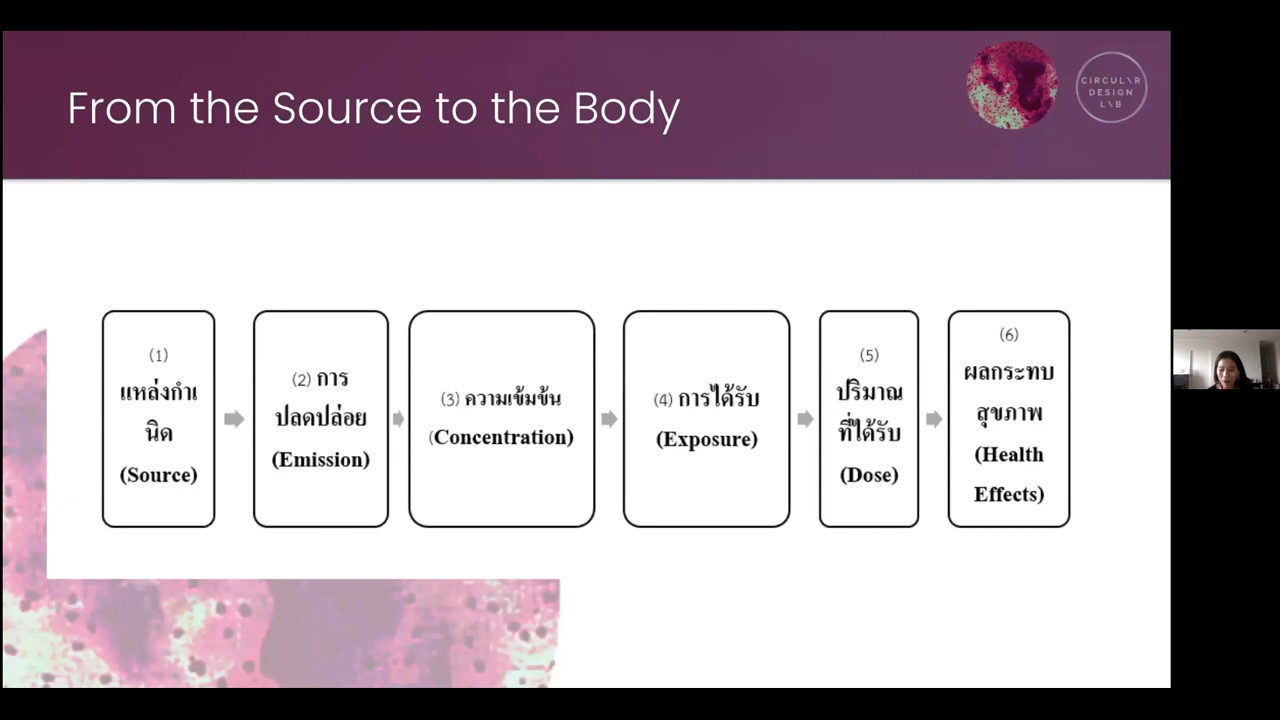 From the Source to the Body
CIRCUL\R
DESIGN
L\B
(1)
แหล่งกำเ
นิด
(Source)
(2) การ
ปลดปล่อย
(Emission)
(3) ความเข้มข้น
(Concentration)
(4) การได้รับ
(Exposure)
(5)
ปริมาณ
ที่ได้รับ
(Dose)
(6)
ผลกระทบ
สุขภาพ
(Health
Effects)